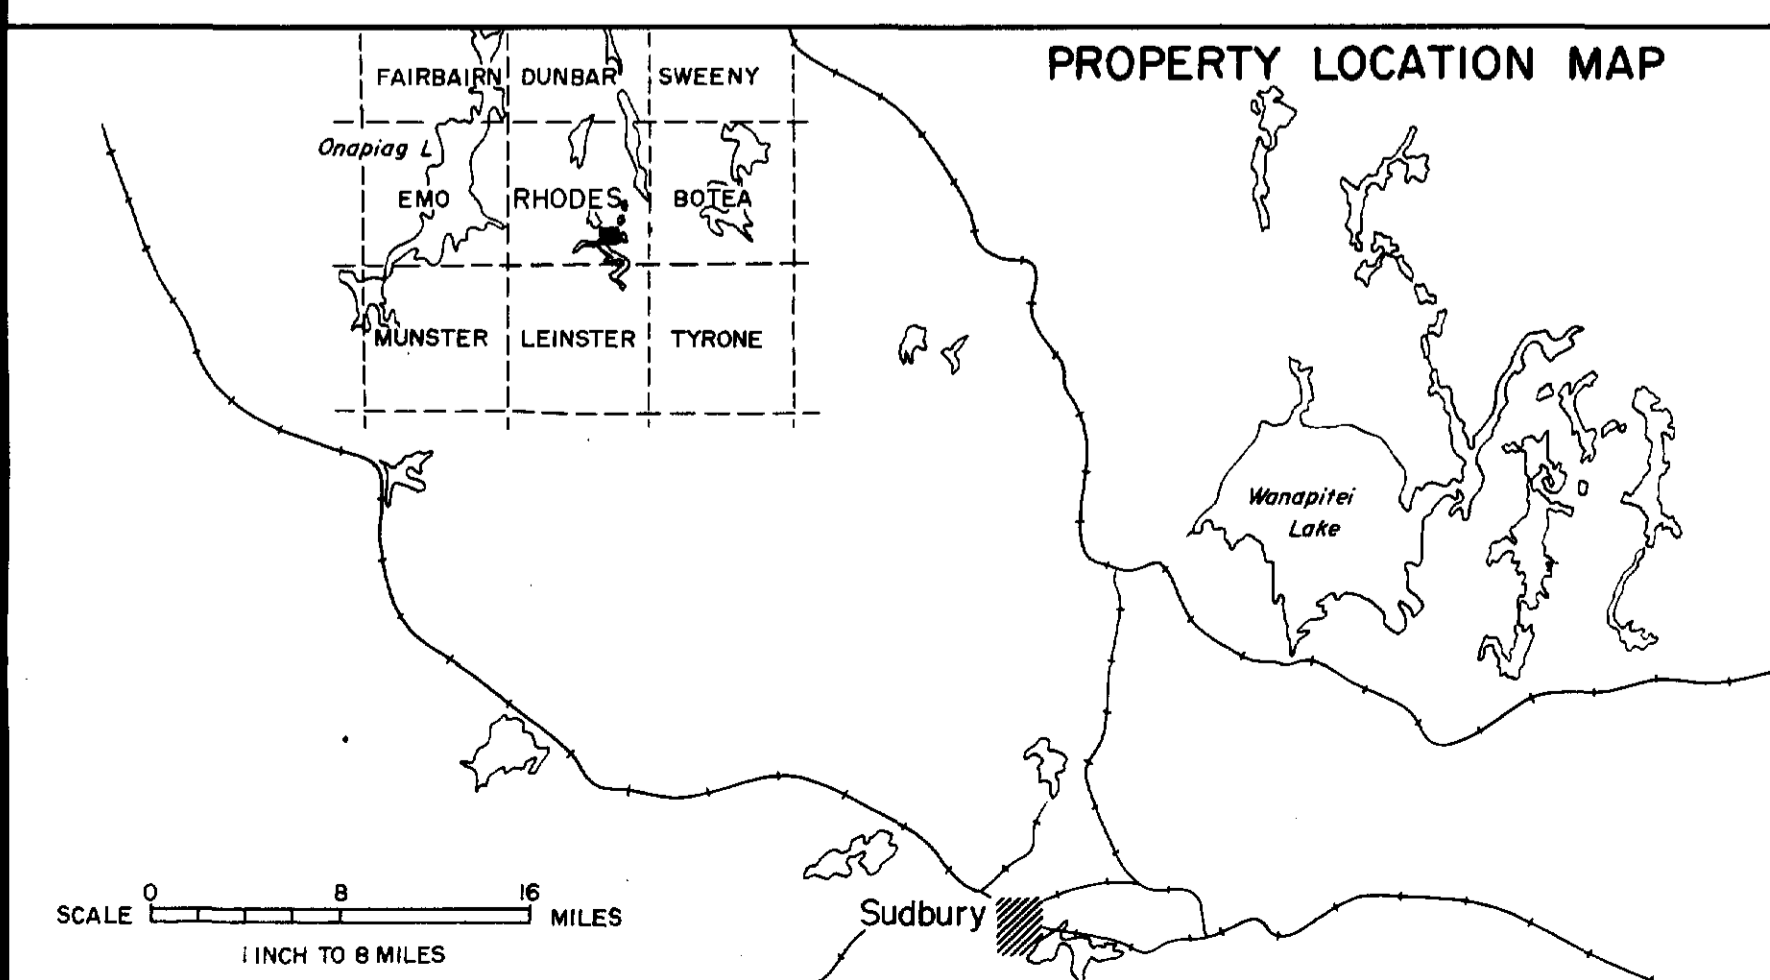 PROPERTY LOCATION MAP
FAIRBAIRN DUNBAR SWEENY
Onapiag L
EMO RHODES BOTEA
MUNSTER LEINSTER TYRONE
Wanapitei
Lake
0 8 16
SCALE MILES
1 INCH TO 8 MILES
Sudbury